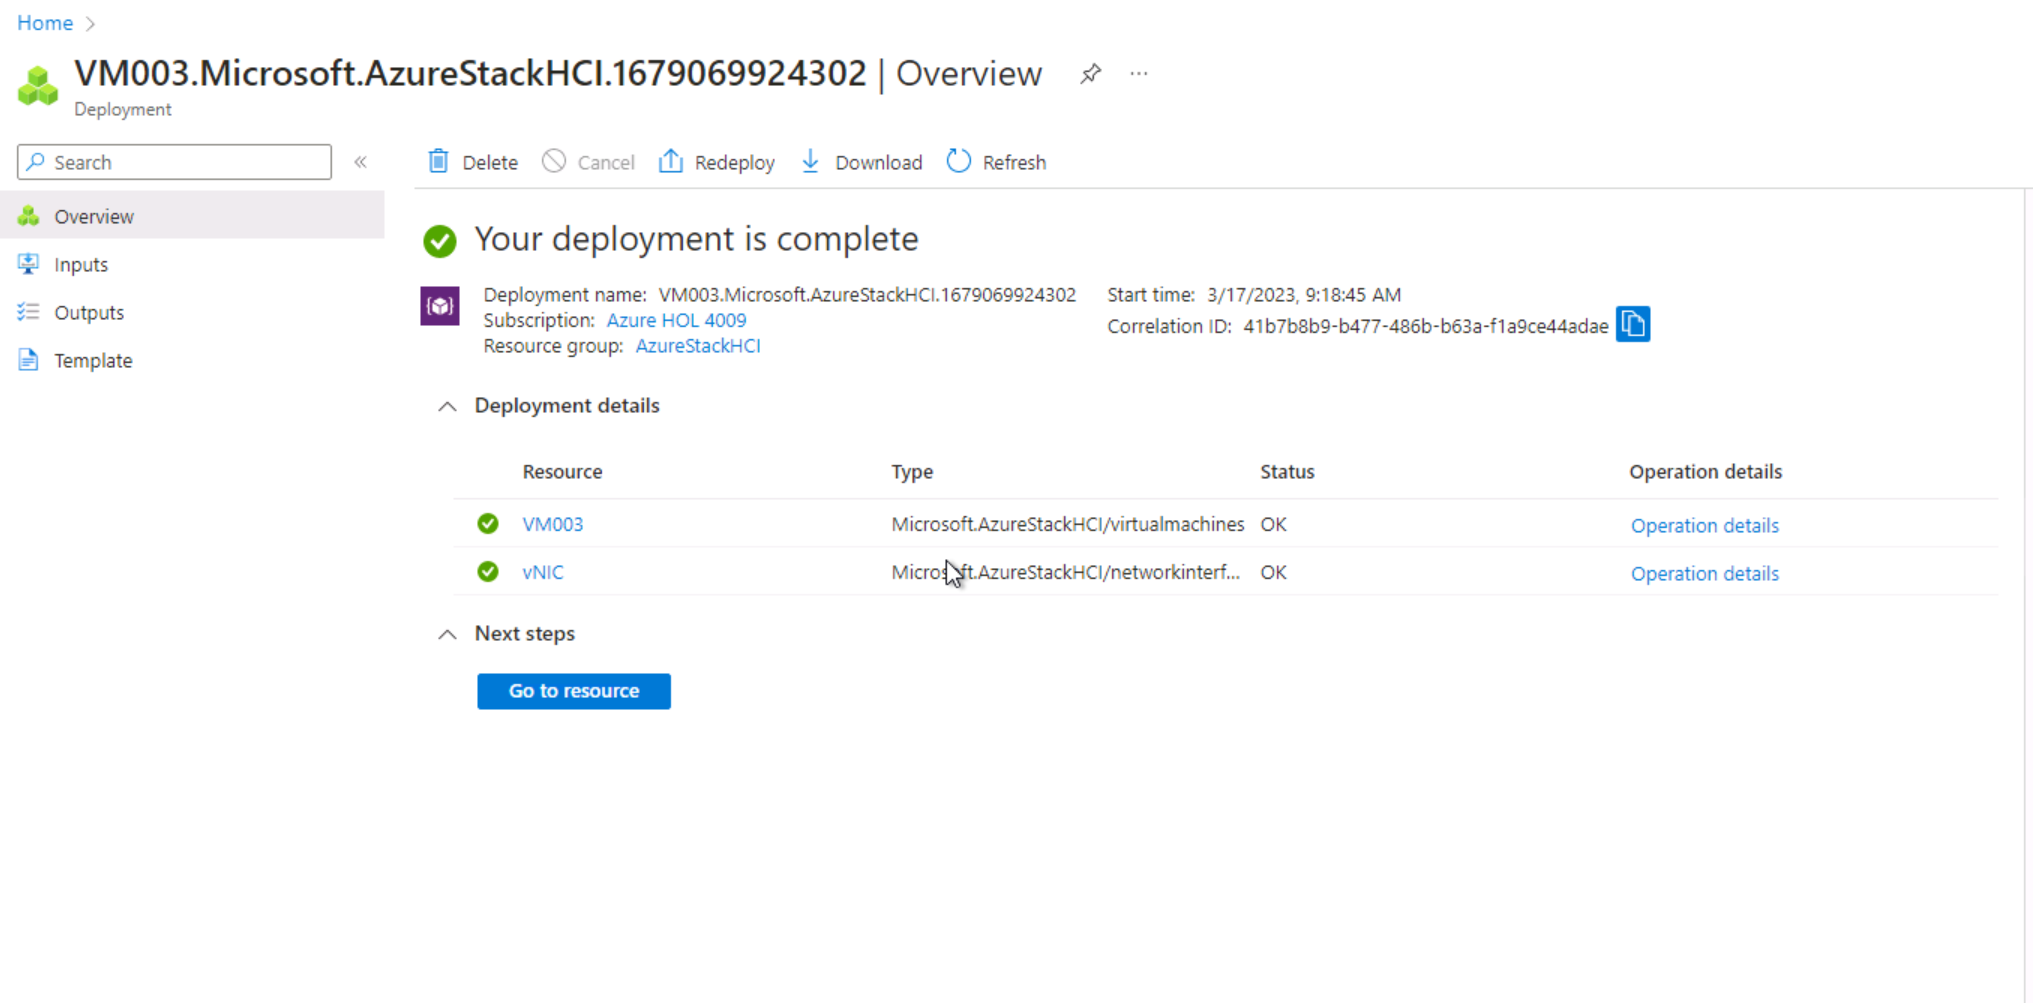 Home
VM003.Microsoft.AzureStackHCI.1679069924302 | Overview
Deployment
Search
Delete Cancel Redeploy Download Refresh
Overview
Inputs
Outputs
Template
Your deployment is complete
Deployment name: VM003.Microsoft.AzureStackHCI.1679069924302
Subscription: Azure HOL 4009
Resource group: AzureStackHCI
Start time: 3/17/2023, 9:18:45 AM
Correlation ID: 41b7b8b9-b477-486b-b63a-f1a9ce44adae
Deployment details
Resource Type Status Operation details
VM003 Microsoft.AzureStackHCI/virtualmachines OK Operation details
vNIC Microsoft.AzureStackHCI/networkinterf... OK Operation details
Next steps
Go to resource